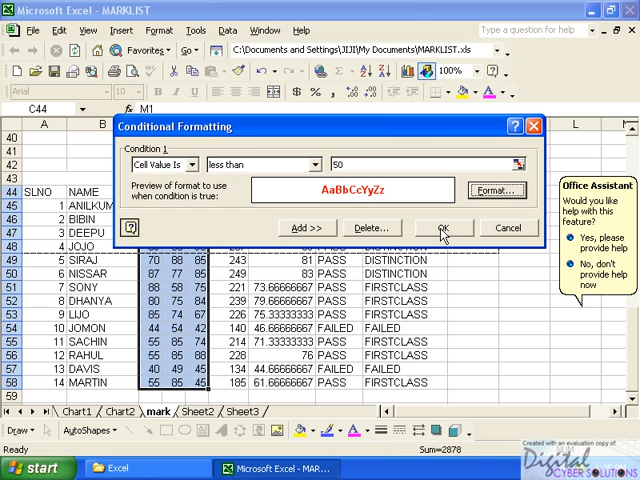 Microsoft Excel - MARKLIST
File Edit View Insert Format Tools Data Window Help Type a question for help
Favorites Go C:\Documents and Settings\JIJI\My Documents\MARKLIST.xls
100%
Arial 10 B I U
C44 M1
A B L M
Conditional Formatting
Condition 1
Cell Value Is less than 50
Preview of format to use when condition is true:
AaBbCcYyZz
Format...
Add >> Delete... OK Cancel
Office Assistant
Would you like help with this feature?
Yes, please provide help
No, don't provide help now
40
41
42
43
44 SLNO NAME
45 1 ANILKUM
46 2 BIBIN
47 3 DEEPU
48 4 JOJO
49 5 SIRAJ 70 88 85 243 81 PASS DISTINCTION
50 6 NISSAR 87 77 85 249 83 PASS DISTINCTION
51 7 SONY 88 58 75 221 73.66666667 PASS FIRSTCLASS
52 8 DHANYA 80 75 84 239 79.66666667 PASS FIRSTCLASS
53 9 LIJO 85 74 67 226 75.33333333 PASS FIRSTCLASS
54 10 JOMON 44 54 42 140 46.66666667 FAILED FAILED
55 11 SACHIN 55 85 74 214 71.33333333 PASS FIRSTCLASS
56 12 RAHUL 55 85 88 228 76 PASS FIRSTCLASS
57 13 DAVIS 40 49 45 134 44.66666667 FAILED FAILED
58 14 MARTIN 55 85 45 185 61.66666667 PASS FIRSTCLASS
Chart1 Chart2 mark Sheet2 Sheet3
Draw AutoShapes
Ready Sum=2878 NUM
Created with an evaluation copy of
Digital
CYBER SOLUTIONS
start Excel Microsoft Excel - MAR...